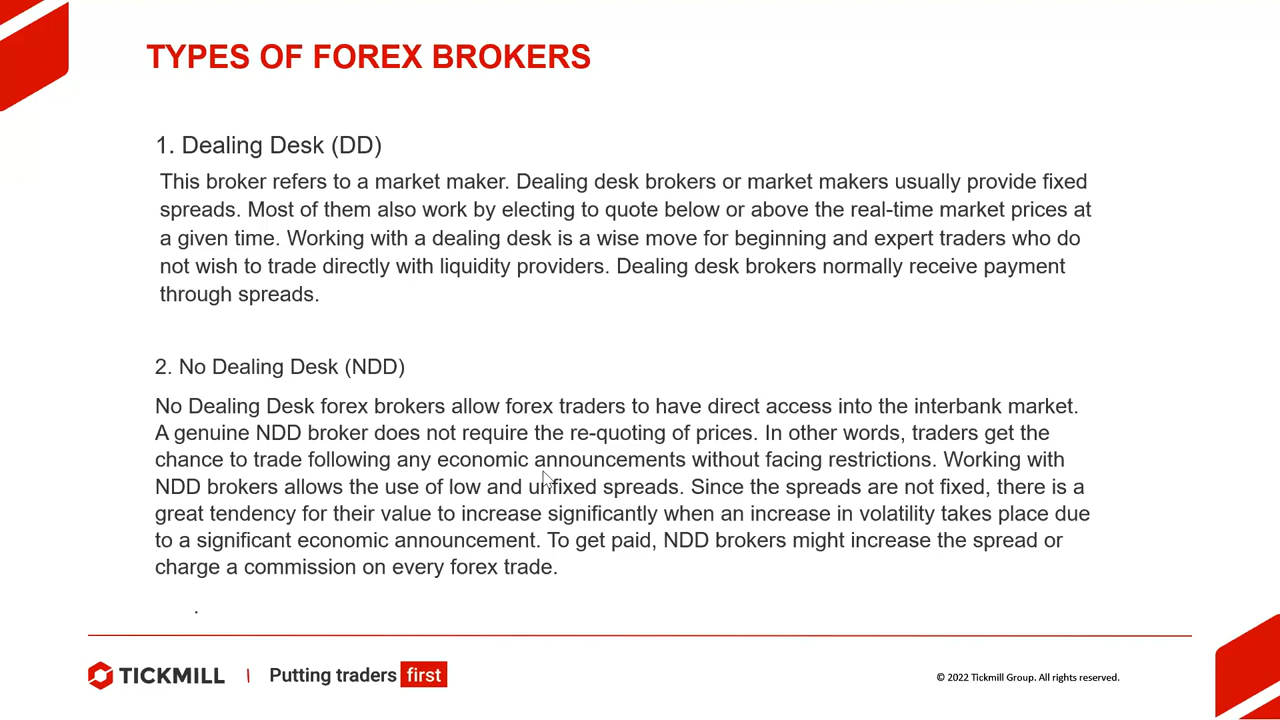 TYPES OF FOREX BROKERS
1. Dealing Desk (DD)
This broker refers to a market maker. Dealing desk brokers or market makers usually provide fixed
spreads. Most of them also work by electing to quote below or above the real-time market prices at
a given time. Working with a dealing desk is a wise move for beginning and expert traders who do
not wish to trade directly with liquidity providers. Dealing desk brokers normally receive payment
through spreads.
2. No Dealing Desk (NDD)
No Dealing Desk forex brokers allow forex traders to have direct access into the interbank market.
A genuine NDD broker does not require the re-quoting of prices. In other words, traders get the
chance to trade following any economic announcements without facing restrictions. Working with
NDD brokers allows the use of low and unfixed spreads. Since the spreads are not fixed, there is a
great tendency for their value to increase significantly when an increase in volatility takes place due
to a significant economic announcement. To get paid, NDD brokers might increase the spread or
charge a commission on every forex trade.
.
TICKMILL | Putting traders first
© 2022 Tickmill Group. All rights reserved.